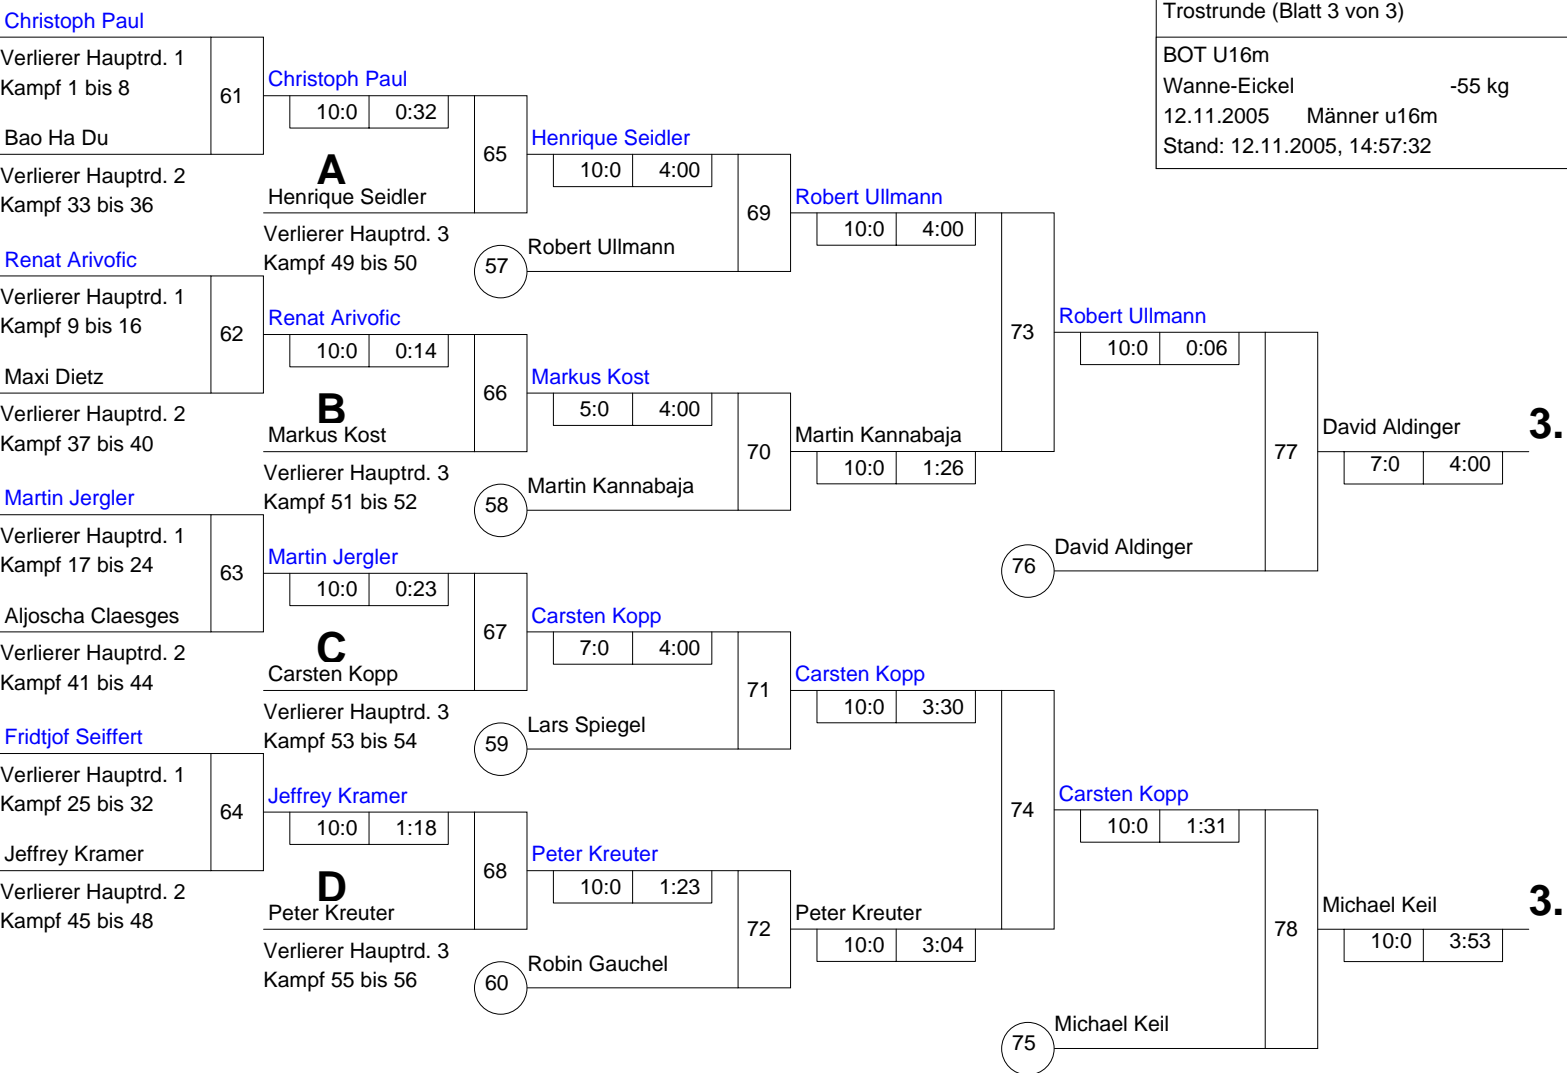 Trostrunde (Blatt 3 von 3)
BOT U16m
Wanne-Eickel -55 kg
12.11.2005 Männer u16m
Stand: 12.11.2005, 14:57:32
Christoph Paul
Verlierer Hauptrd. 1
Kampf 1 bis 8
61
Bao Ha Du
Verlierer Hauptrd. 2
Kampf 33 bis 36
Renat Arivofic
Verlierer Hauptrd. 1
Kampf 9 bis 16
62
Maxi Dietz
Verlierer Hauptrd. 2
Kampf 37 bis 40
Martin Jergler
Verlierer Hauptrd. 1
Kampf 17 bis 24
63
Aljoscha Claesges
Verlierer Hauptrd. 2
Kampf 41 bis 44
Fridtjof Seiffert
Verlierer Hauptrd. 1
Kampf 25 bis 32
64
Jeffrey Kramer
Verlierer Hauptrd. 2
Kampf 45 bis 48
Christoph Paul
10:0 0:32
65
A
Henrique Seidler
Verlierer Hauptrd. 3
Kampf 49 bis 50
Renat Arivofic
10:0 0:14
66
B
Markus Kost
Verlierer Hauptrd. 3
Kampf 51 bis 52
Martin Jergler
10:0 0:23
67
C
Carsten Kopp
Verlierer Hauptrd. 3
Kampf 53 bis 54
Jeffrey Kramer
10:0 1:18
68
D
Peter Kreuter
Verlierer Hauptrd. 3
Kampf 55 bis 56
Henrique Seidler
10:0 4:00
69
Robert Ullmann
57
Markus Kost
5:0 4:00
70
Martin Kannabaja
58
Carsten Kopp
7:0 4:00
71
Lars Spiegel
59
Peter Kreuter
10:0 1:23
72
Robin Gauchel
60
Robert Ullmann
10:0 4:00
73
Martin Kannabaja
10:0 1:26
Carsten Kopp
10:0 3:30
74
Peter Kreuter
10:0 3:04
Robert Ullmann
10:0 0:06
77
David Aldinger
76
Carsten Kopp
10:0 1:31
78
Michael Keil
75
David Aldinger 3.
7:0 4:00
Michael Keil 3.
10:0 3:53